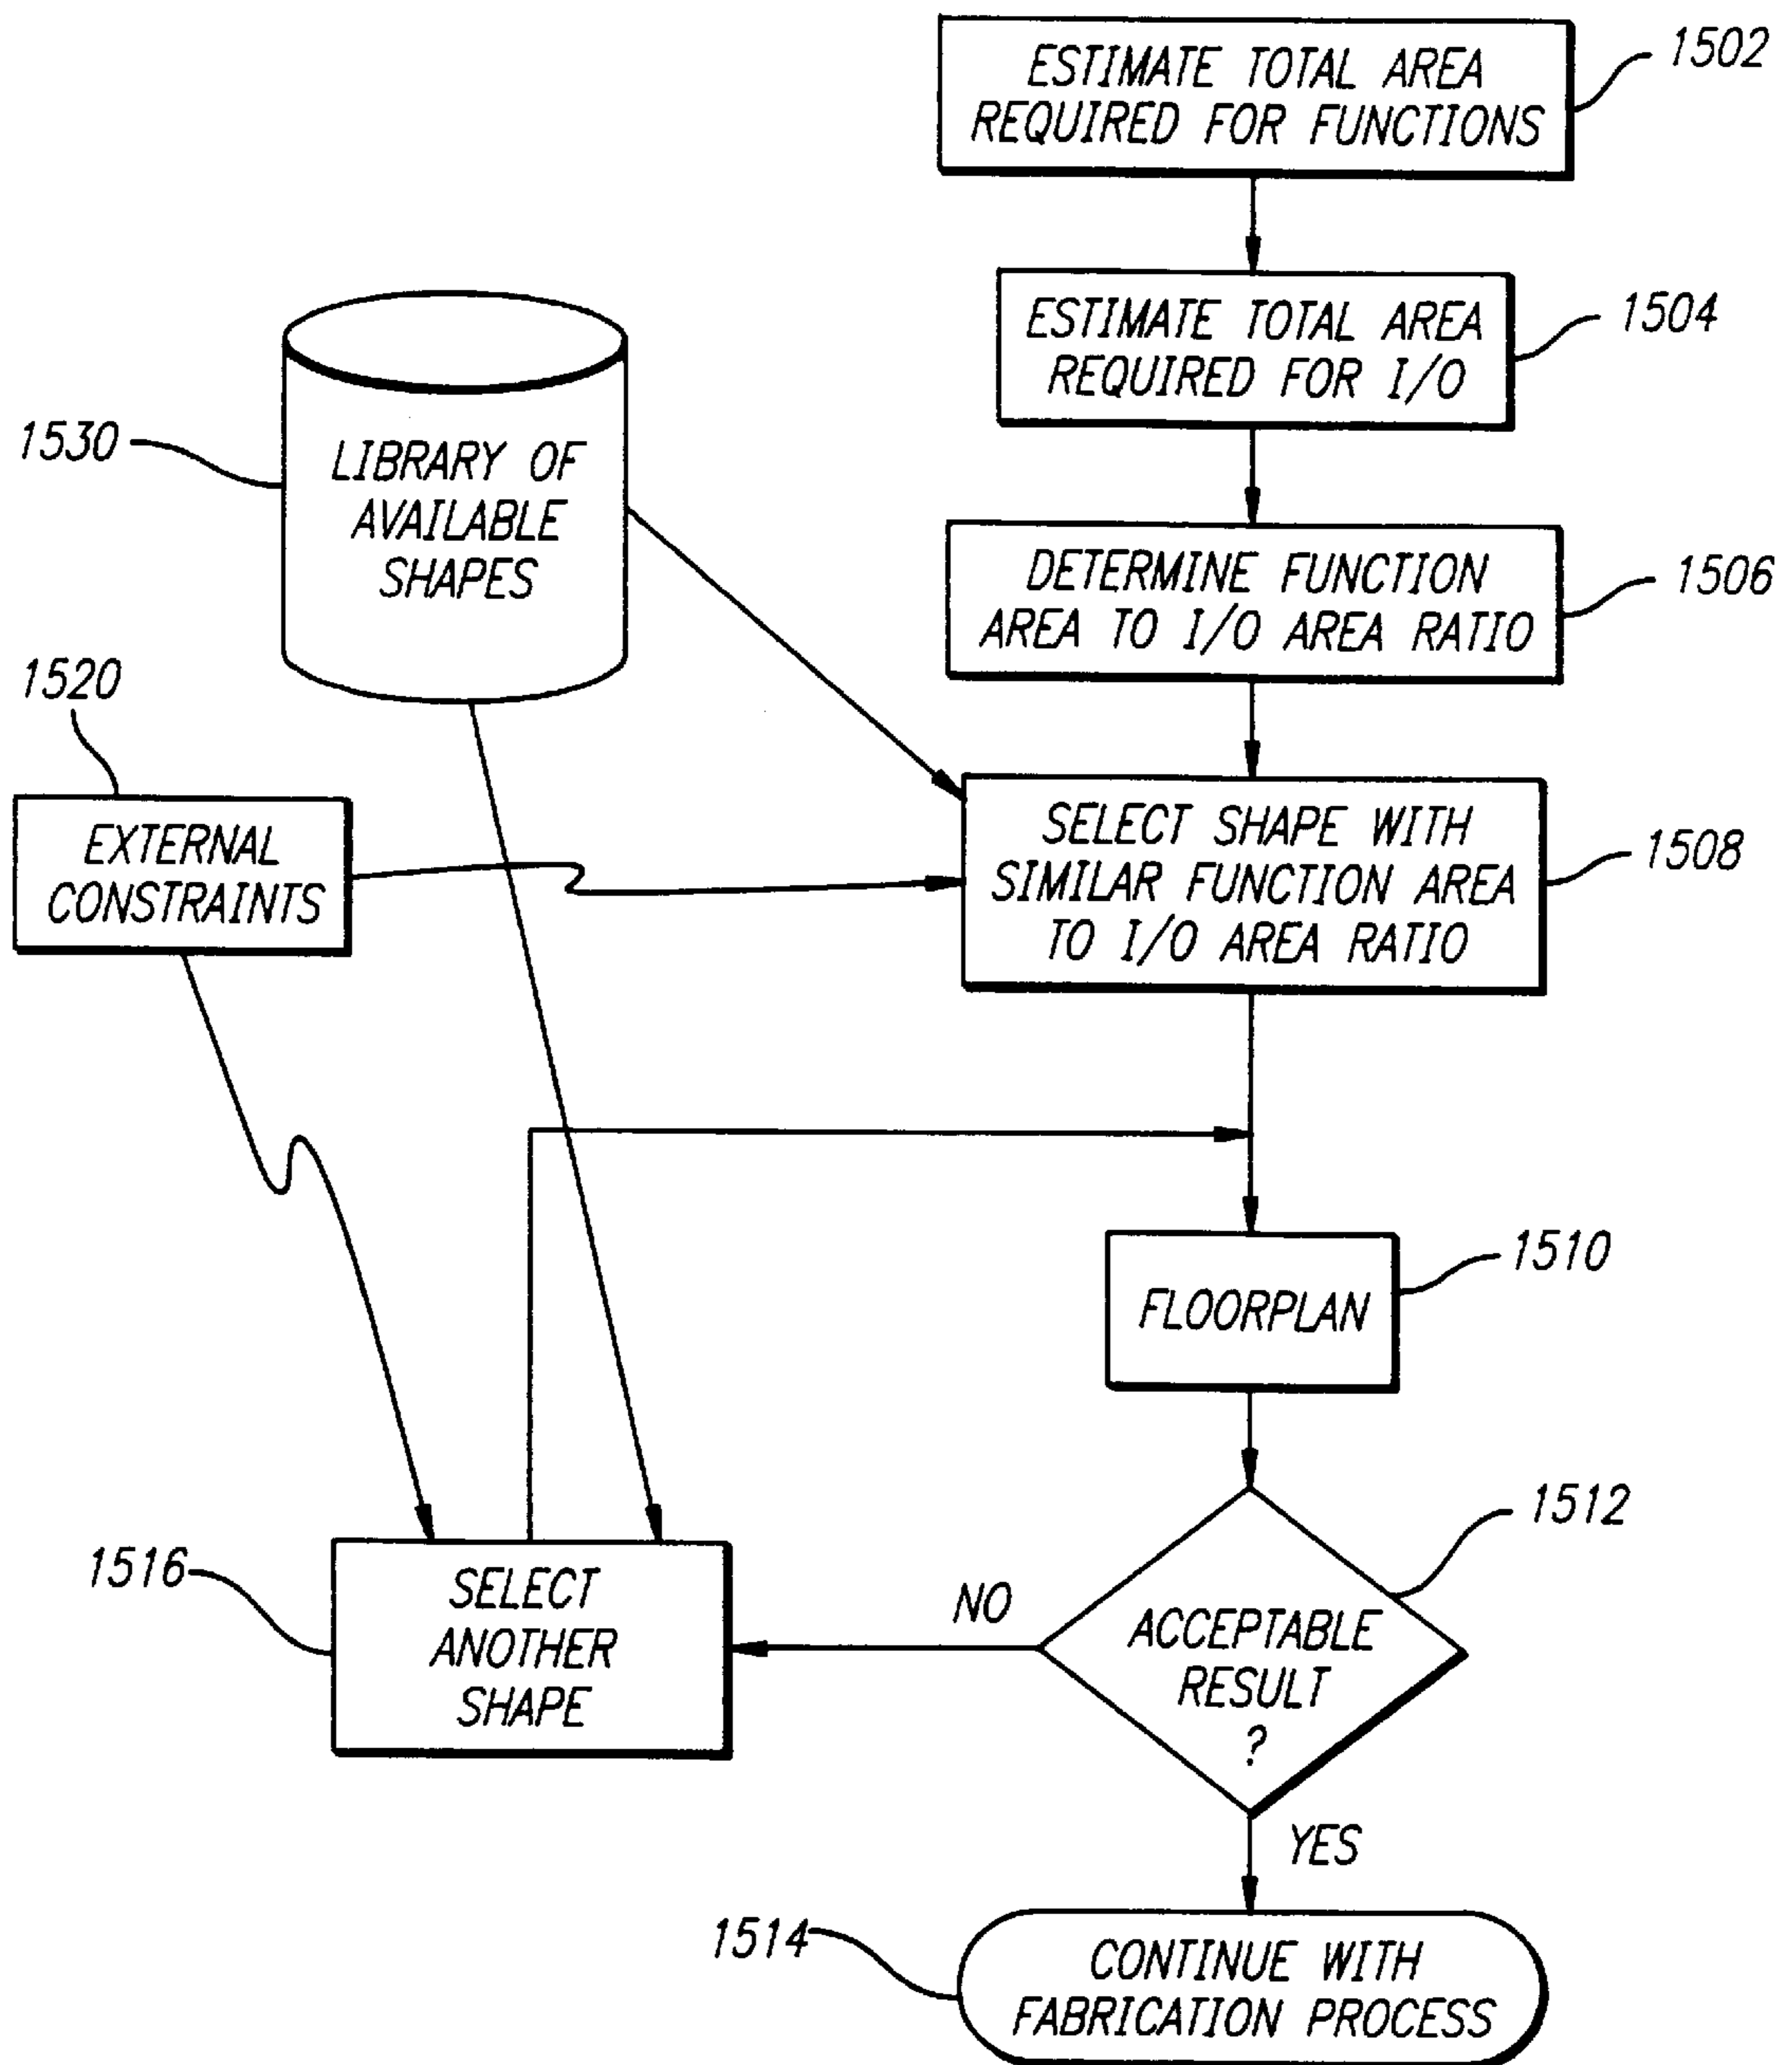 ESTIMATE TOTAL AREA
REQUIRED FOR FUNCTIONS
1502
ESTIMATE TOTAL AREA
REQUIRED FOR I/O
1504
1530
LIBRARY OF
AVAILABLE
SHAPES
DETERMINE FUNCTION
AREA TO I/O AREA RATIO
1506
1520
EXTERNAL
CONSTRAINTS
SELECT SHAPE WITH
SIMILAR FUNCTION AREA
TO I/O AREA RATIO
1508
FLOORPLAN
1510
1516
SELECT
ANOTHER
SHAPE
NO
ACCEPTABLE
RESULT
?
1512
YES
1514
CONTINUE WITH
FABRICATION PROCESS